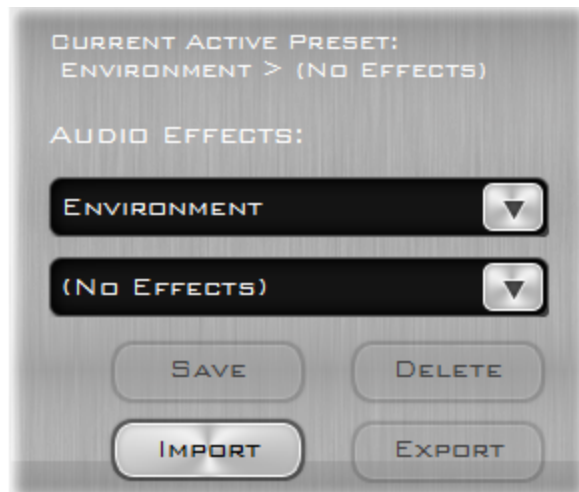 Current Active Preset:
Environment > (No Effects)
Audio Effects:
Environment
(No Effects)
Save
Delete
Import
Export